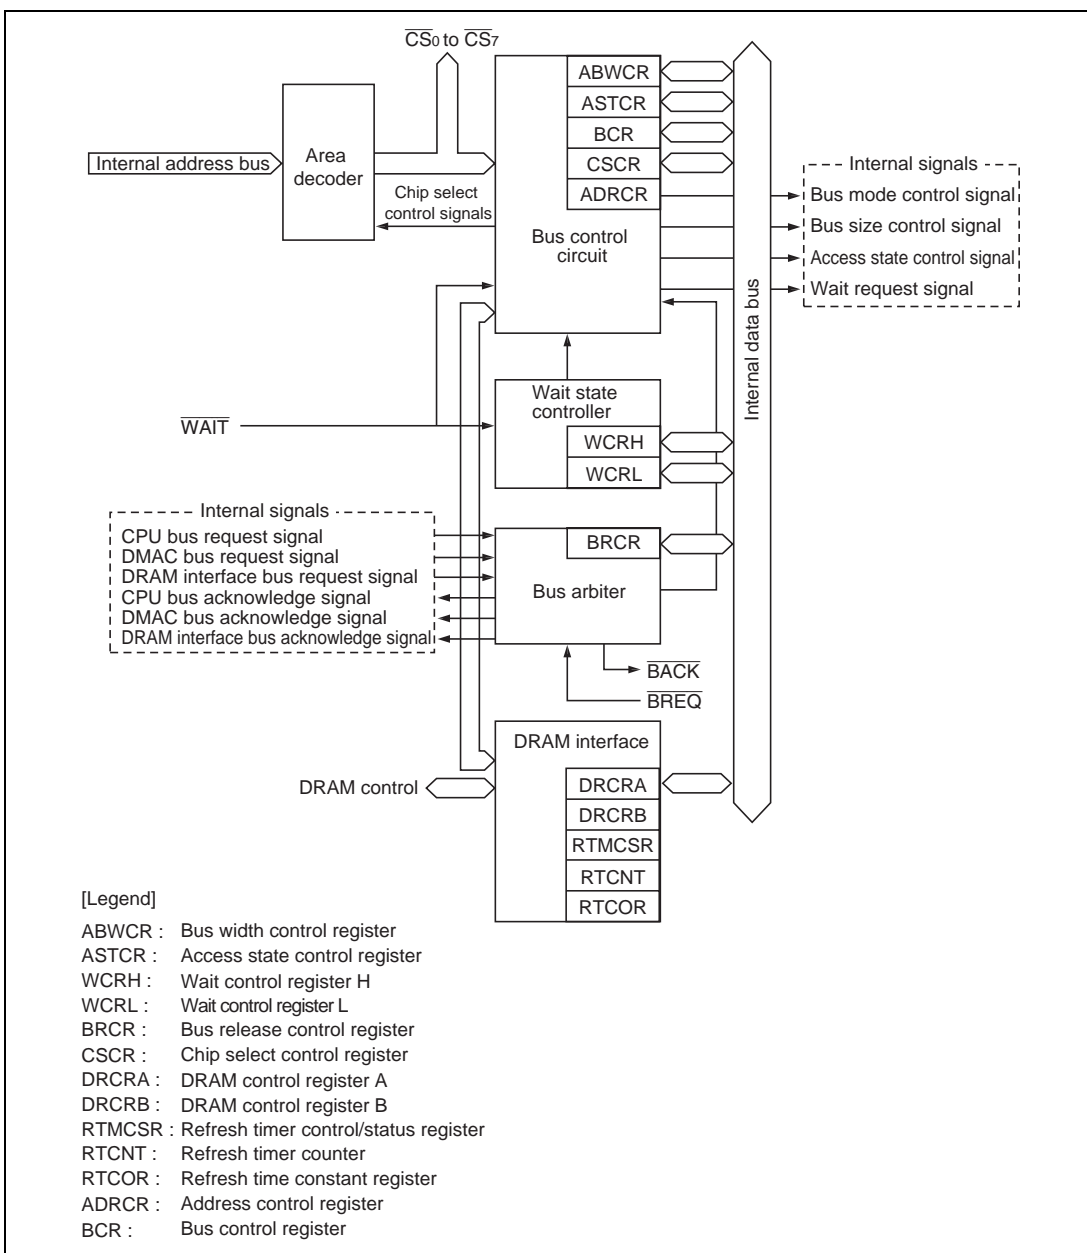 CS0 to CS7
ABWCR
ASTCR
BCR
CSCR
ADRCR
Bus control
circuit
Internal address bus
Area
decoder
Chip select
control signals
Internal data bus
Internal signals
Bus mode control signal
Bus size control signal
Access state control signal
Wait request signal
Wait state
controller
WCRH
WCRL
WAIT
Internal signals
CPU bus request signal
DMAC bus request signal
DRAM interface bus request signal
CPU bus acknowledge signal
DMAC bus acknowledge signal
DRAM interface bus acknowledge signal
BRCR
Bus arbiter
BACK
BREQ
DRAM interface
DRAM control
DRCRA
DRCRB
RTMCSR
RTCNT
RTCOR
[Legend]
ABWCR : Bus width control register
ASTCR : Access state control register
WCRH : Wait control register H
WCRL : Wait control register L
BRCR : Bus release control register
CSCR : Chip select control register
DRCRA : DRAM control register A
DRCRB : DRAM control register B
RTMCSR : Refresh timer control/status register
RTCNT : Refresh timer counter
RTCOR : Refresh time constant register
ADRCR : Address control register
BCR : Bus control register